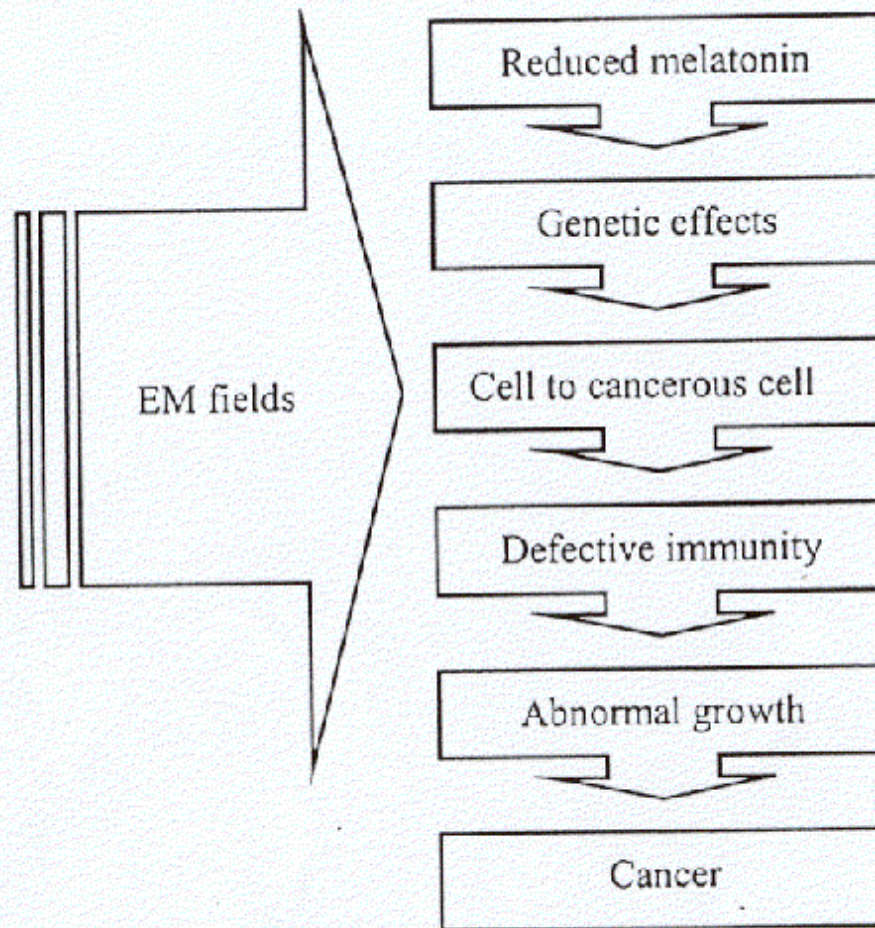 Reduced melatonin
Genetic effects
EM fields
Cell to cancerous cell
Defective immunity
Abnormal growth
Cancer